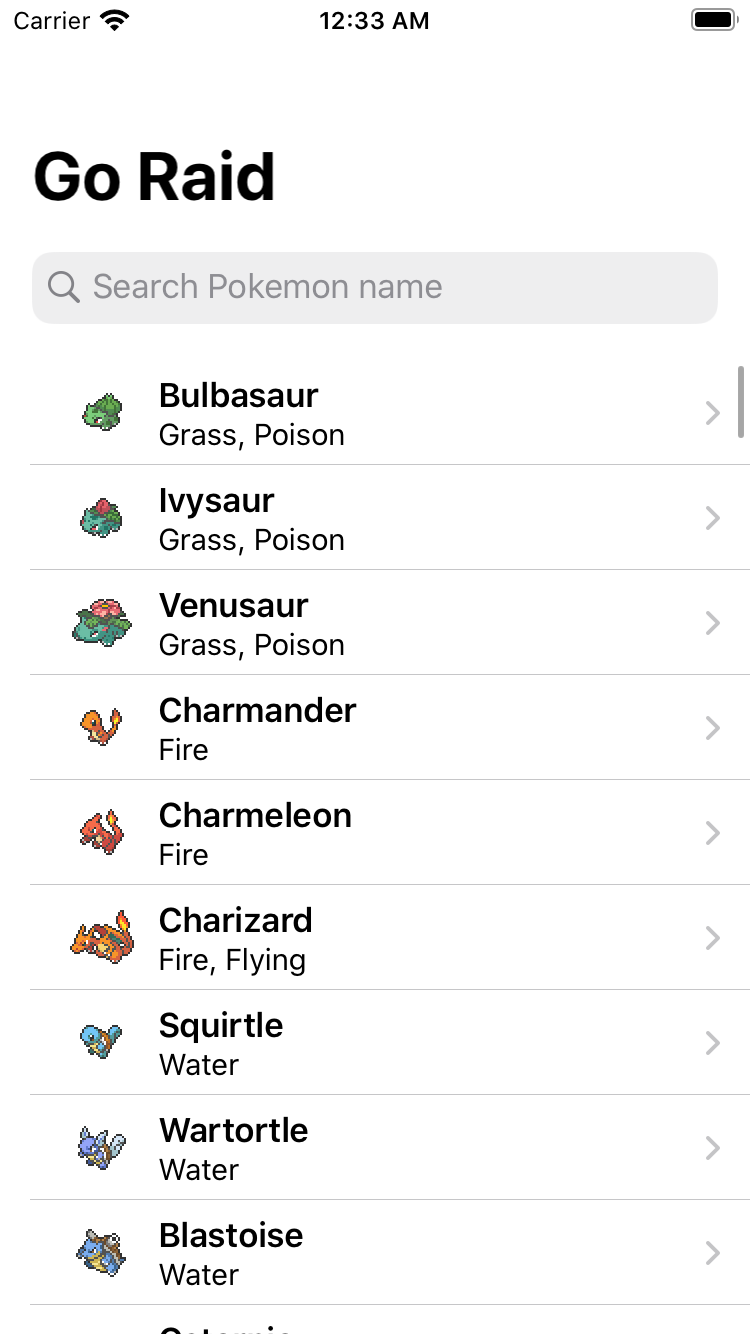 Carrier 12:33 AM
Go Raid
Search Pokemon name
Bulbasaur
Grass, Poison
Ivysaur
Grass, Poison
Venusaur
Grass, Poison
Charmander
Fire
Charmeleon
Fire
Charizard
Fire, Flying
Squirtle
Water
Wartortle
Water
Blastoise
Water